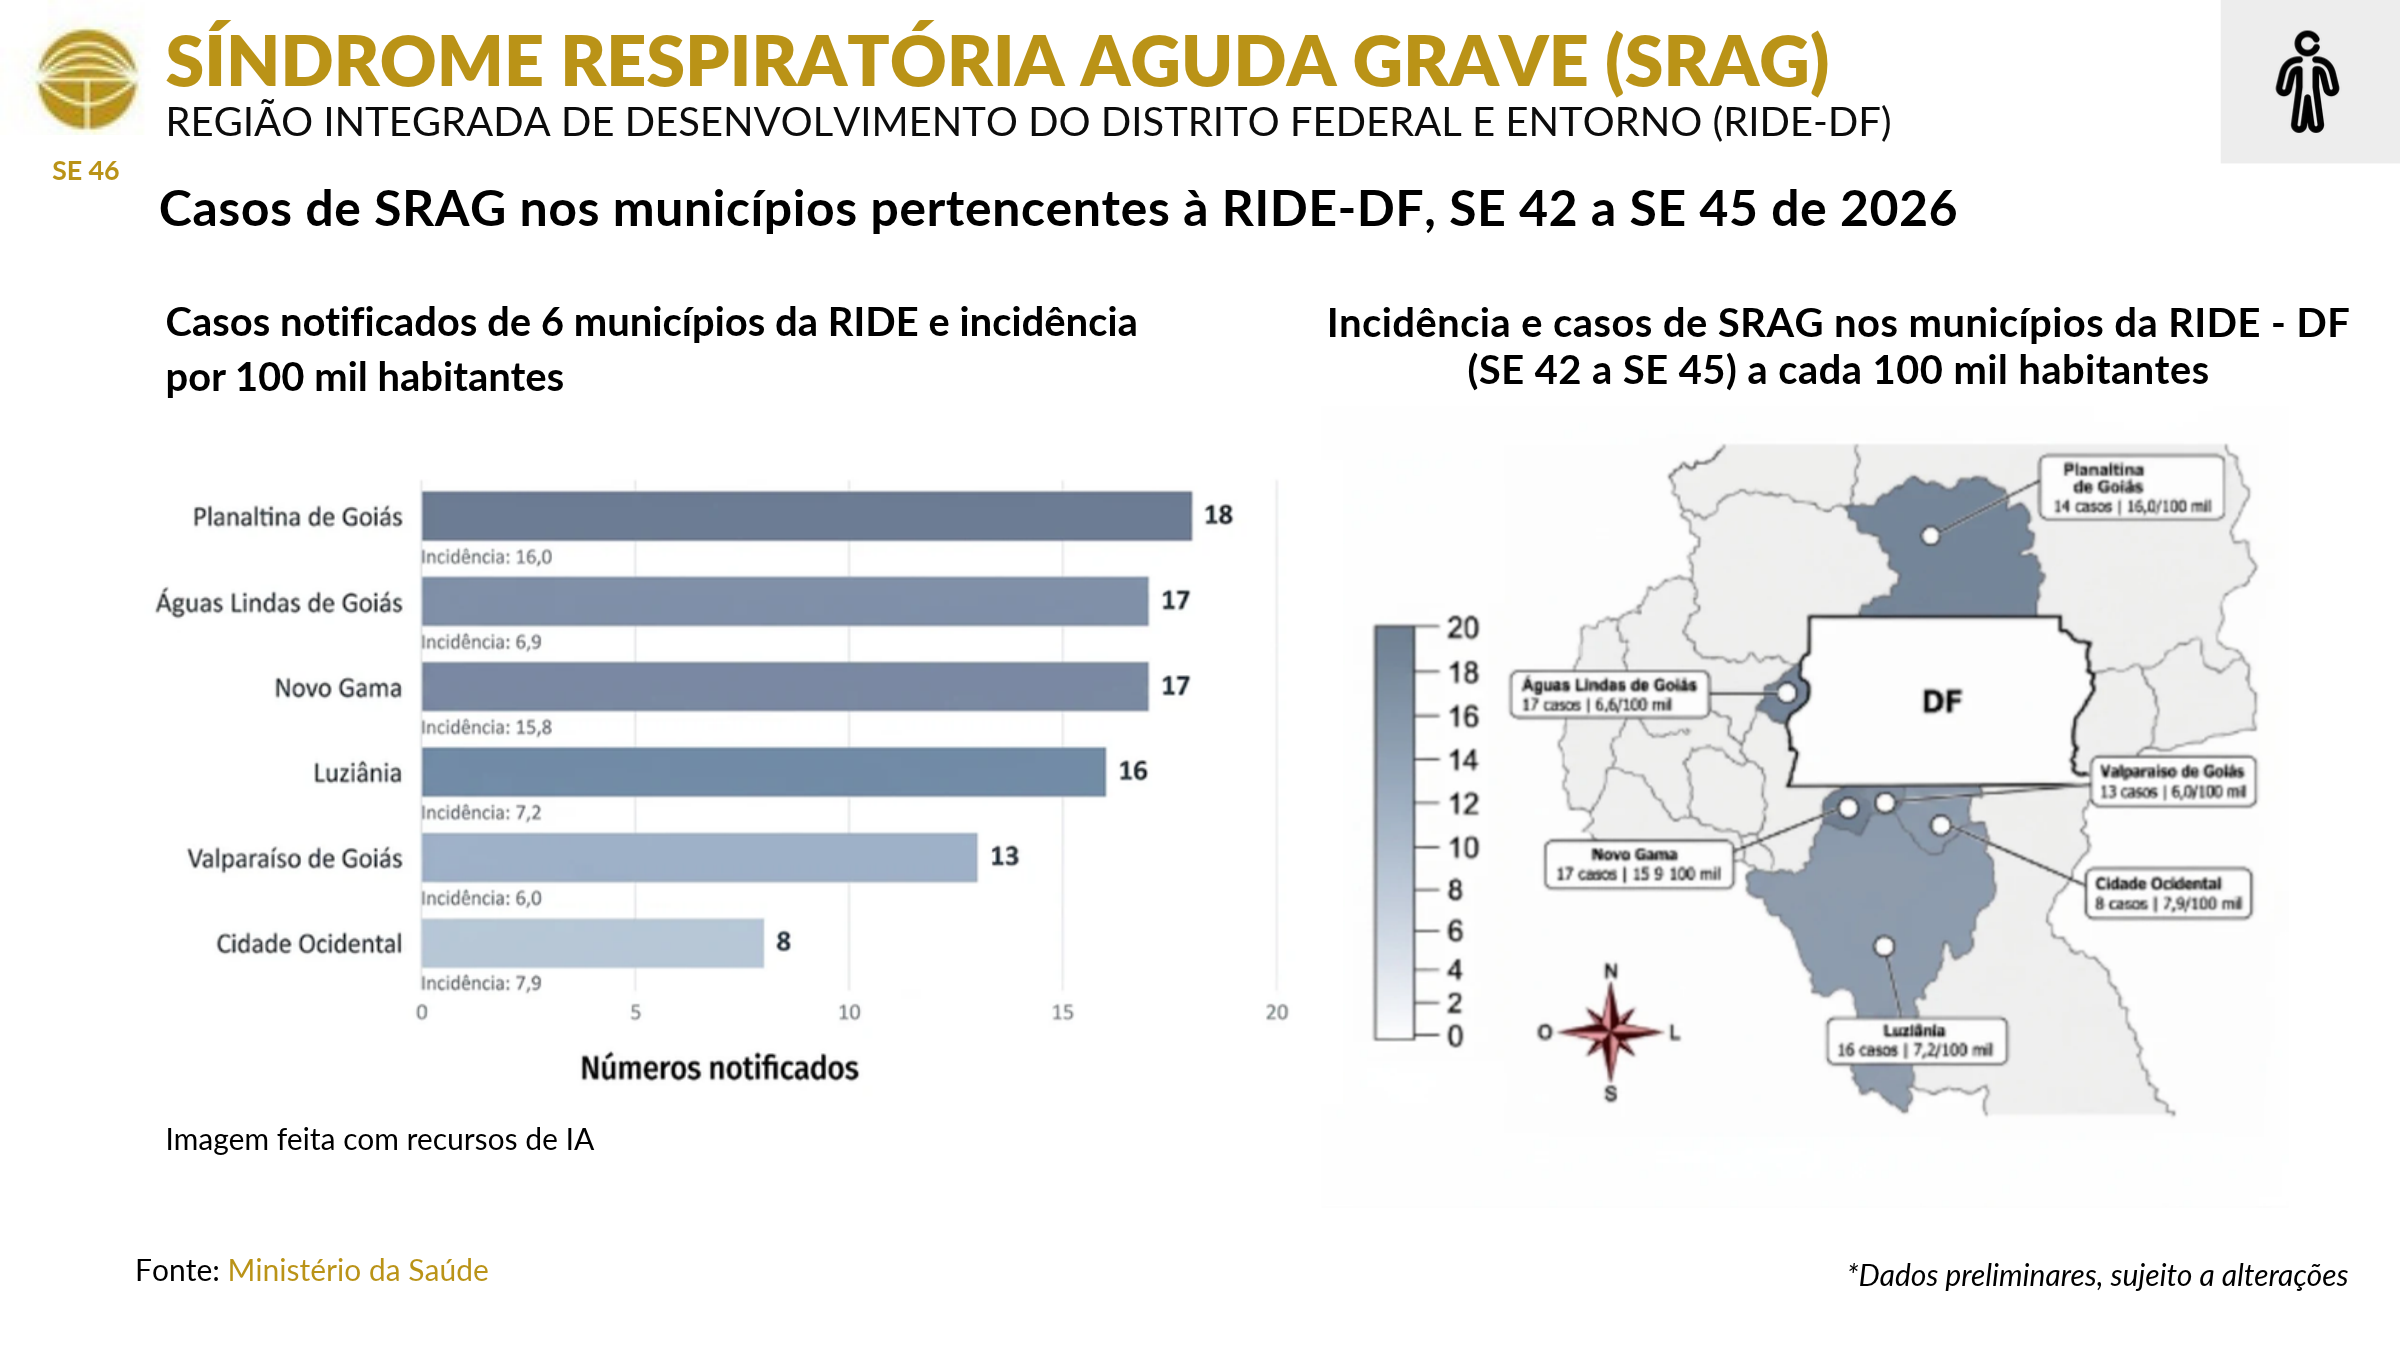 SÍNDROME RESPIRATÓRIA AGUDA GRAVE (SRAG)
REGIÃO INTEGRADA DE DESENVOLVIMENTO DO DISTRITO FEDERAL E ENTORNO (RIDE-DF)
SE 46
Casos de SRAG nos municípios pertencentes à RIDE-DF, SE 42 a SE 45 de 2026
Casos notificados de 6 municípios da RIDE e incidência
por 100 mil habitantes
Planaltina de Goiás
18
Incidência: 16,0
Águas Lindas de Goiás
17
Incidência: 6,9
Novo Gama
17
Incidência: 15,8
Luziânia
16
Incidência: 7,2
Valparaíso de Goiás
13
Incidência: 6,0
Cidade Ocidental
8
Incidência: 7,9
0 5 10 15 20
Números notificados
Imagem feita com recursos de IA
Incidência e casos de SRAG nos municípios da RIDE - DF
(SE 42 a SE 45) a cada 100 mil habitantes
20
18
16
14
12
10
8
6
4
2
0
Planaltina
de Goiás
14 casos | 16,0/100 mil
Águas Lindas de Goiás
17 casos | 6,6/100 mil
DF
Valparaiso de Goiás
13 casos | 6,0/100 mil
Novo Gama
17 casos | 15 9 100 mil
Cidade Ocidental
8 casos | 7,9/100 mil
Luziânia
16 casos | 7,2/100 mil
N
O
L
S
Fonte: Ministério da Saúde
*Dados preliminares, sujeito a alterações